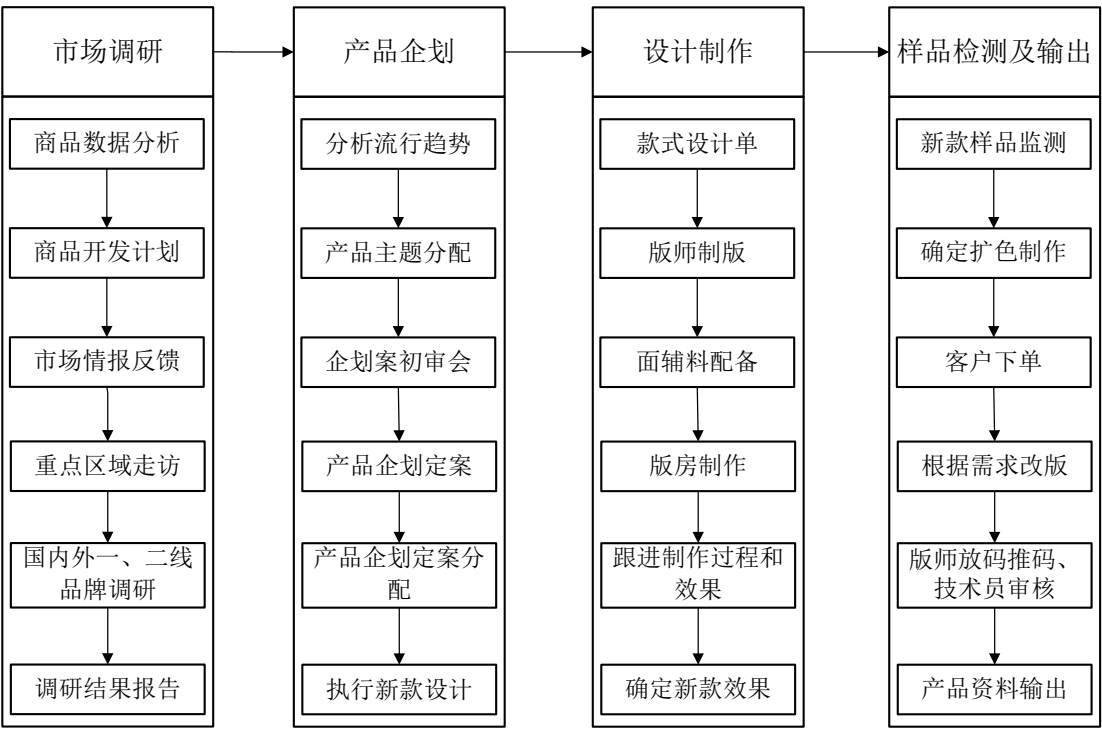 市场调研
商品数据分析
商品开发计划
市场情报反馈
重点区域走访
国内外一、二线
品牌调研
调研结果报告
产品企划
分析流行趋势
产品主题分配
企划案初审会
产品企划定案
产品企划定案分
配
执行新款设计
设计制作
款式设计单
版师制版
面辅料配备
版房制作
跟进制作过程和
效果
确定新款效果
样品检测及输出
新款样品监测
确定扩色制作
客户下单
根据需求改版
版师放码推码、
技术员审核
产品资料输出